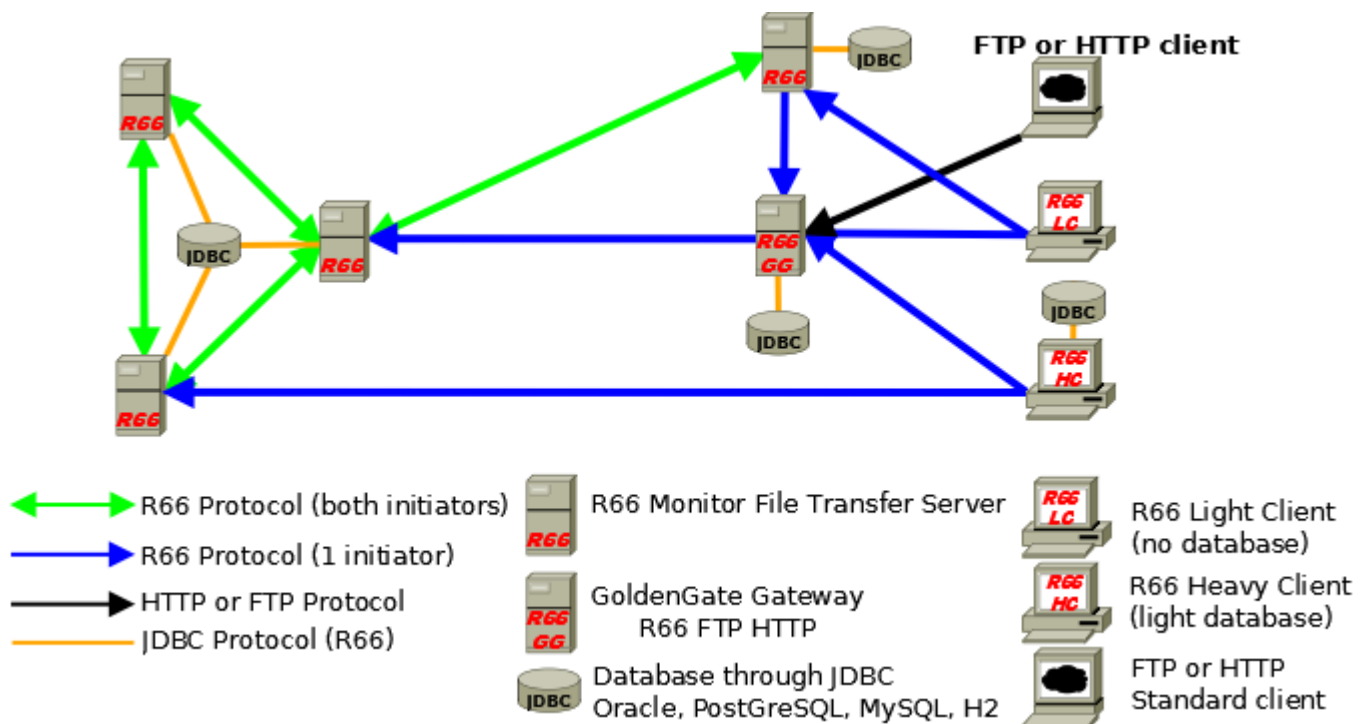 FTP or HTTP client
R66
JDBC
R66
R66
LC
JDBC
R66
R66
GG
JDBC
JDBC
R66
HC
R66
R66 Protocol (both initiators)
R66 Protocol (1 initiator)
HTTP or FTP Protocol
JDBC Protocol (R66)
R66
R66 Monitor File Transfer Server
R66
GG
GoldenGate Gateway
R66 FTP HTTP
JDBC
Database through JDBC
Oracle, PostGreSQL, MySQL, H2
R66
LC
R66 Light Client
(no database)
R66
HC
R66 Heavy Client
(light database)
FTP or HTTP
Standard client